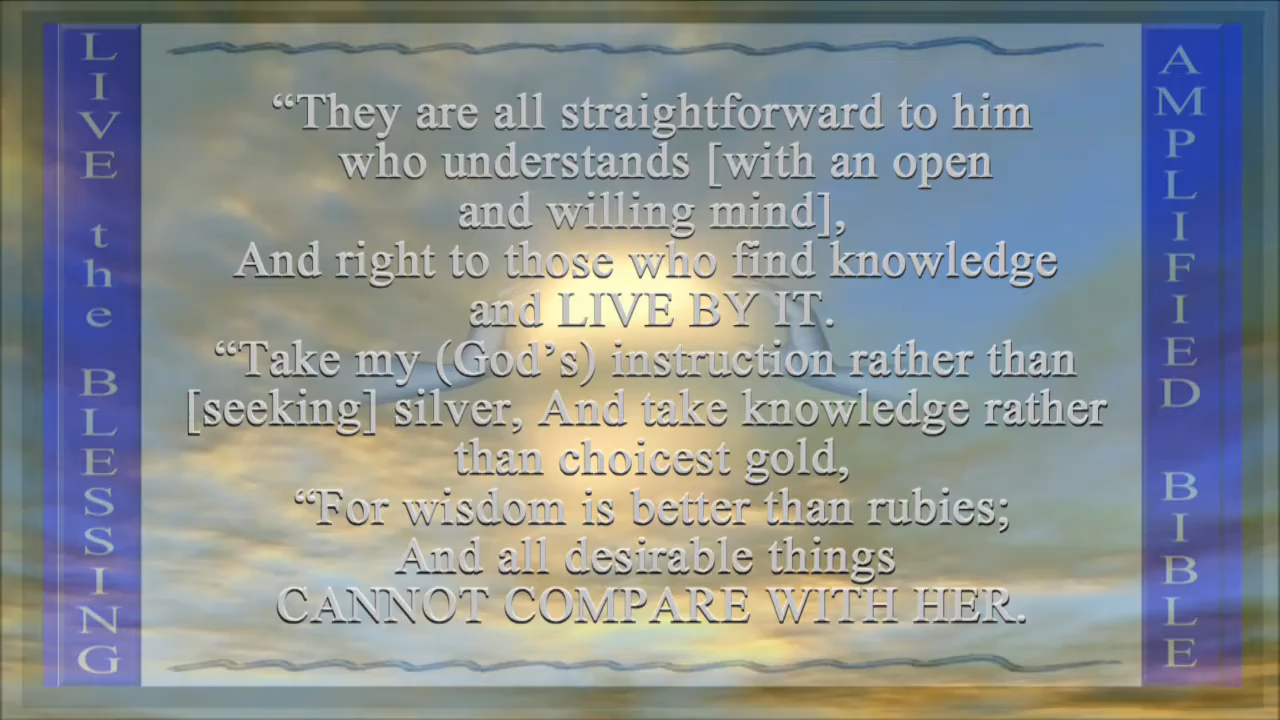 LIVE the BLESSING
“They are all straightforward to him
who understands [with an open
and willing mind],
And right to those who find knowledge
and LIVE BY IT.
“Take my (God’s) instruction rather than
[seeking] silver, And take knowledge rather
than choicest gold,
“For wisdom is better than rubies;
And all desirable things
CANNOT COMPARE WITH HER.
AMPLIFIED BIBLE